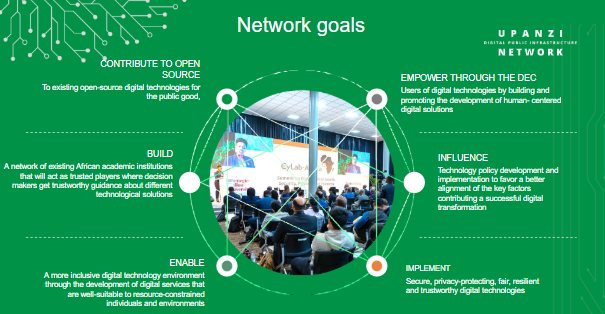 Network goals
UPANZI
DIGITAL PUBLIC INFRASTRUCTURE
NETWORK
CONTRIBUTE TO OPEN
SOURCE
To existing open-source digital technologies for
the public good,
EMPOWER THROUGH THE DEC
Users of digital technologies by building and
promoting the development of human- centered
digital solutions
BUILD
A network of existing African academic institutions
that will act as trusted players where decision
makers get trustworthy guidance about different
technological solutions
INFLUENCE
Technology policy development and
implementation to favor a better
alignment of the key factors
contributing a successful digital
transformation
ENABLE
A more inclusive digital technology environment
through the development of digital services that
are well-suitable to resource-constrained
individuals and environments
IMPLEMENT
Secure, privacy-protecting, fair, resilient
and trustworthy digital technologies
CyLab-A